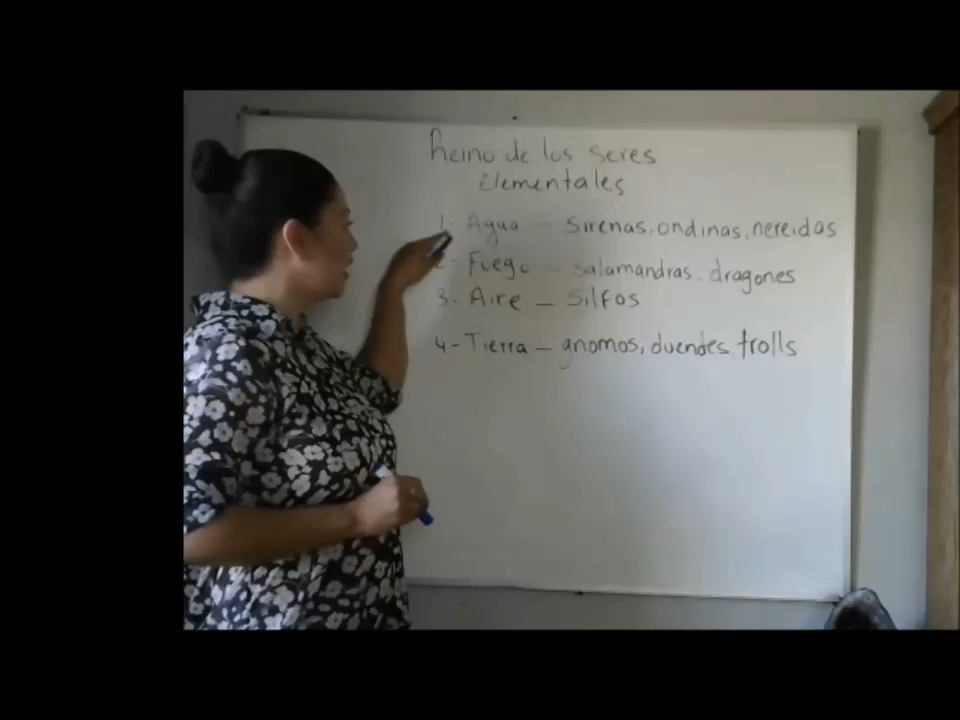 Reino de los seres
Elementales
1- Agua - Sirenas, ondinas, nereidas
2- Fuego - salamandras, dragones
3. Aire - Silfos
4- Tierra - gnomos, duendes trolls